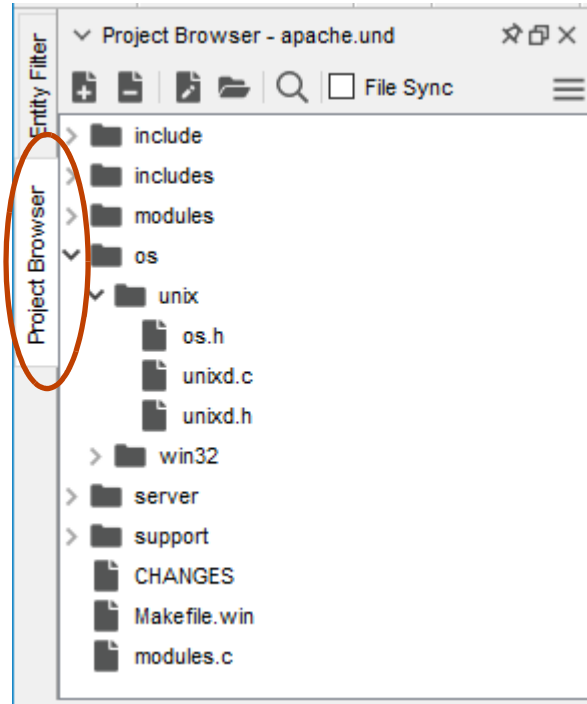 Project Browser - apache.und
File Sync
Entity Filter
Project Browser
include
includes
modules
os
unix
os.h
unixd.c
unixd.h
win32
server
support
CHANGES
Makefile.win
modules.c